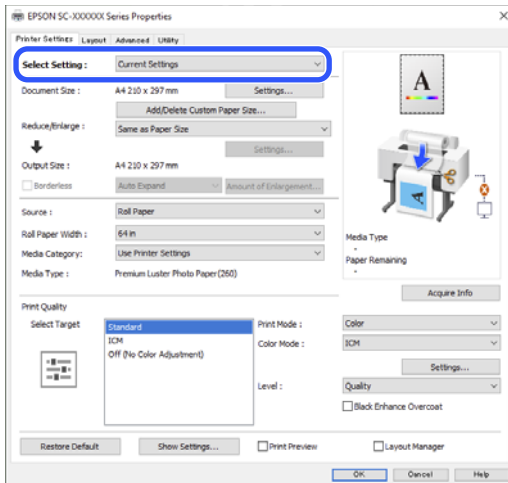 EPSON SC-XXXXXX Series Properties
Printer Settings Layout Advanced Utility
Select Setting : Current Settings
Document Size : A4 210 x 297 mm Settings...
Add/Delete Custom Paper Size...
Reduce/Enlarge : Same as Paper Size
Settings...
Output Size : A4 210 x 297 mm
Borderless Auto Expand Amount of Enlargement...
Source : Roll Paper
Roll Paper Width : 64 in
Media Category: Use Printer Settings
Media Type : Premium Luster Photo Paper(260)
A
A
Media Type
-
Paper Remaining
-
Acquire Info
Print Quality
Select Target
Standard
ICM
Off (No Color Adjustment)
Print Mode : Color
Color Mode : ICM
Settings...
Level : Quality
Black Enhance Overcoat
Restore Default Show Settings... Print Preview Layout Manager
OK Cancel Help